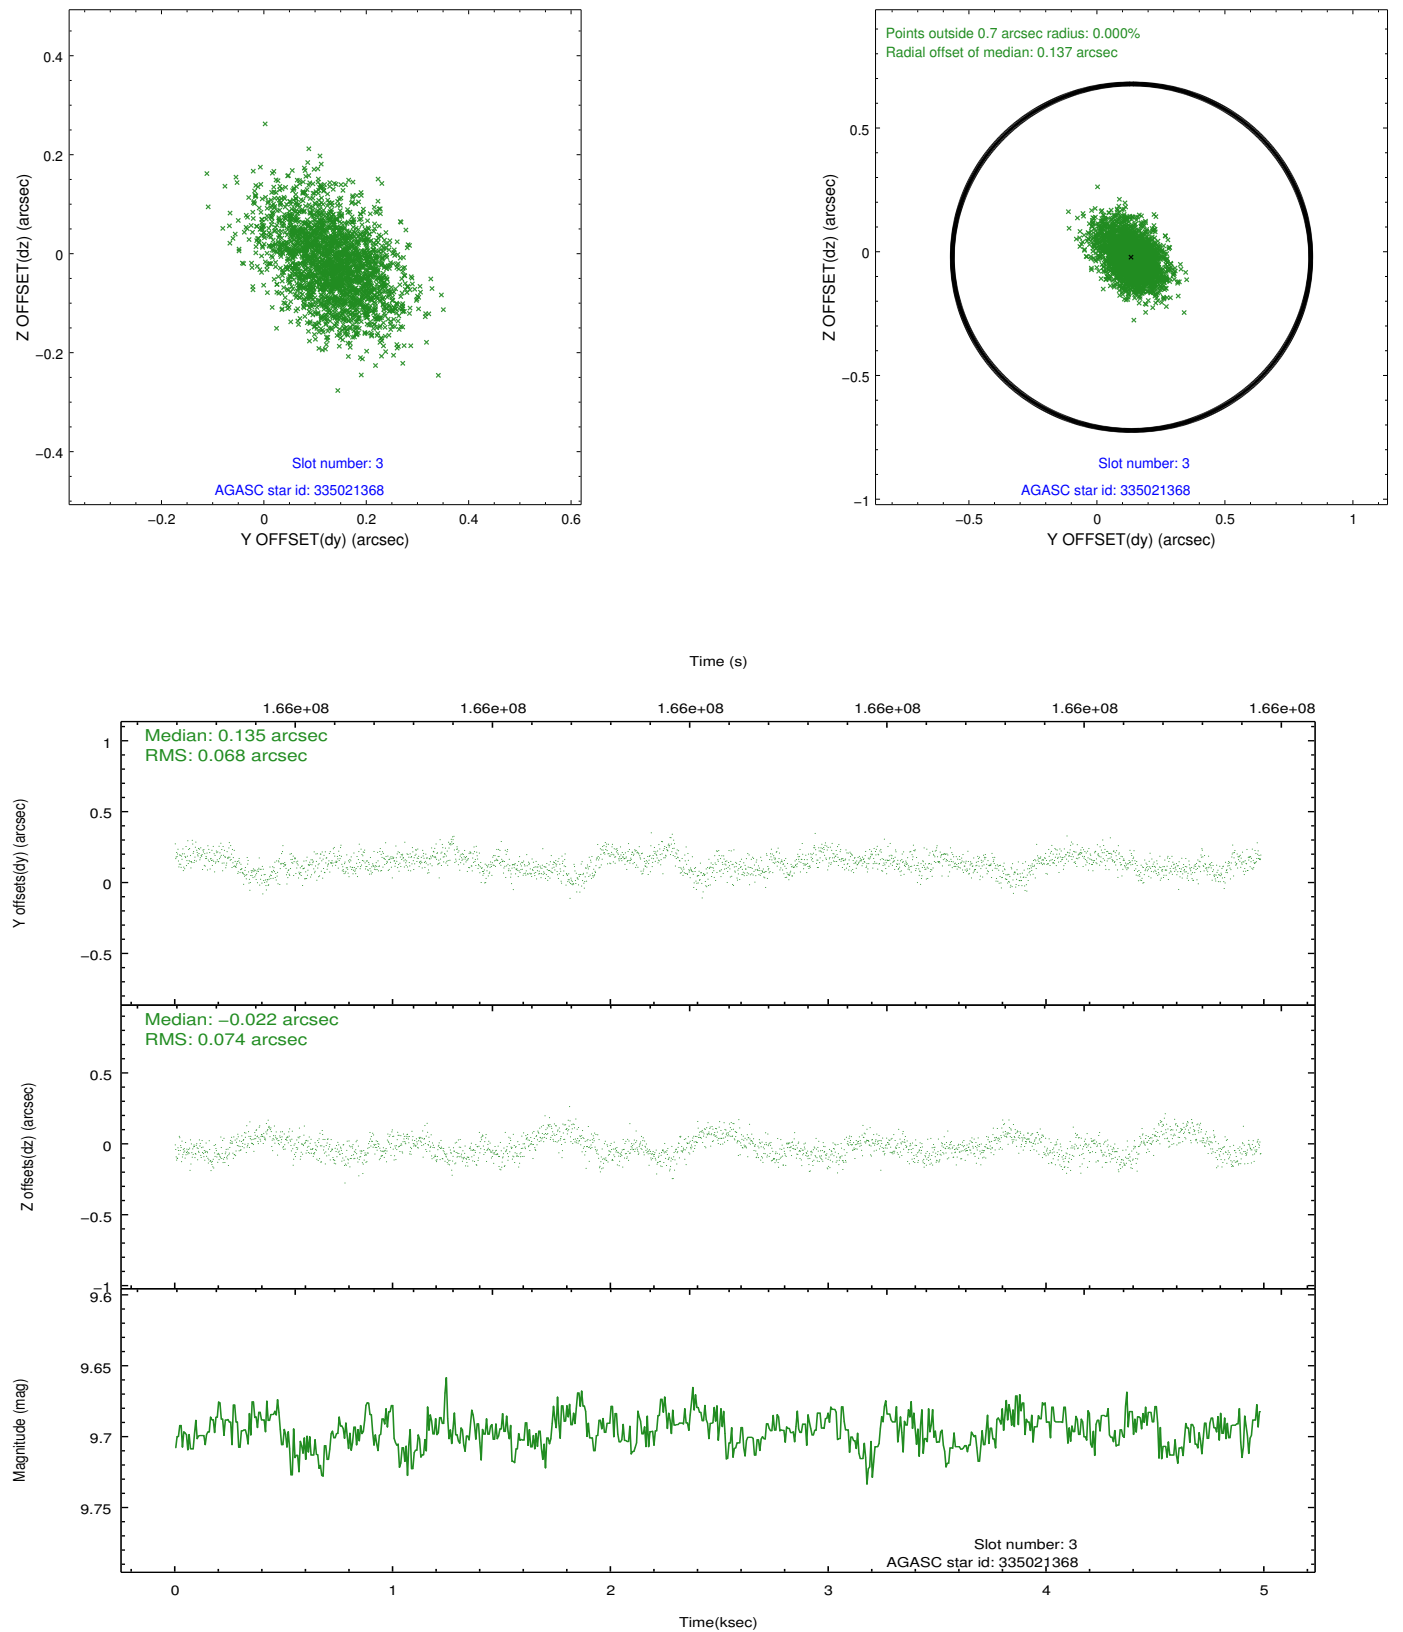 0.4
0.2
0
−0.2
−0.4
Z OFFSET(dz) (arcsec)
Slot number: 3
AGASC star id: 335021368
−0.2 0 0.2 0.4 0.6
Y OFFSET(dy) (arcsec)
Points outside 0.7 arcsec radius: 0.000%
Radial offset of median: 0.137 arcsec
0.5
0
−0.5
−1
Z OFFSET(dz) (arcsec)
Slot number: 3
AGASC star id: 335021368
−0.5 0 0.5 1
Y OFFSET(dy) (arcsec)
Time (s)
1.66e+08 1.66e+08 1.66e+08 1.66e+08 1.66e+08 1.66e+08
Median: 0.135 arcsec
RMS: 0.068 arcsec
1
0.5
0
−0.5
Y offsets(dy) (arcsec)
Median: −0.022 arcsec
RMS: 0.074 arcsec
0.5
0
−0.5
−1
Z offsets(dz) (arcsec)
9.6
9.65
9.7
9.75
Magnitude (mag)
Slot number: 3
AGASC star id: 335021368
0 1 2 3 4 5
Time(ksec)